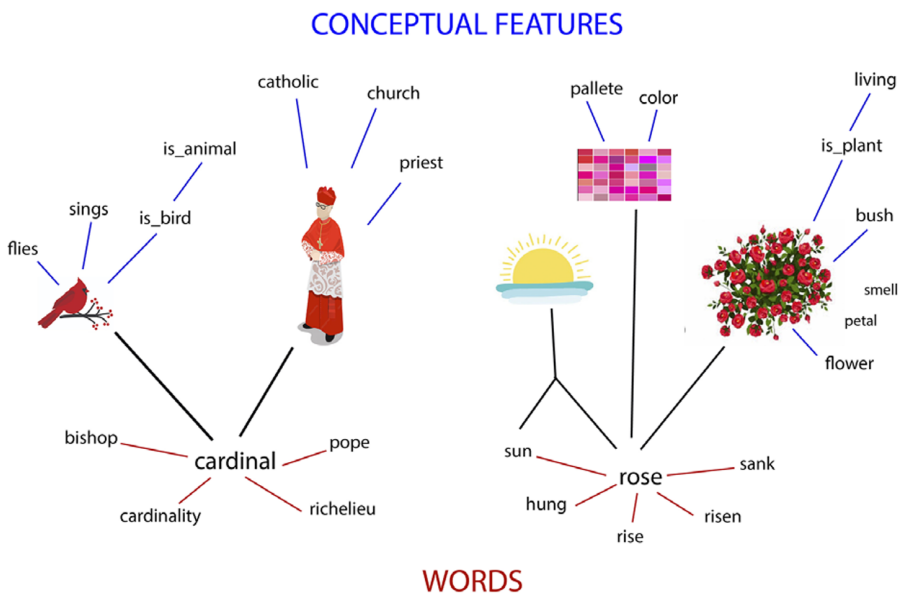 CONCEPTUAL FEATURES
catholic
church
is_animal
priest
sings
is_bird
flies
pallete
color
living
is_plant
bush
smell
petal
flower
bishop
pope
cardinal
cardinality
richelieu
sun
sank
rose
hung
risen
rise
WORDS